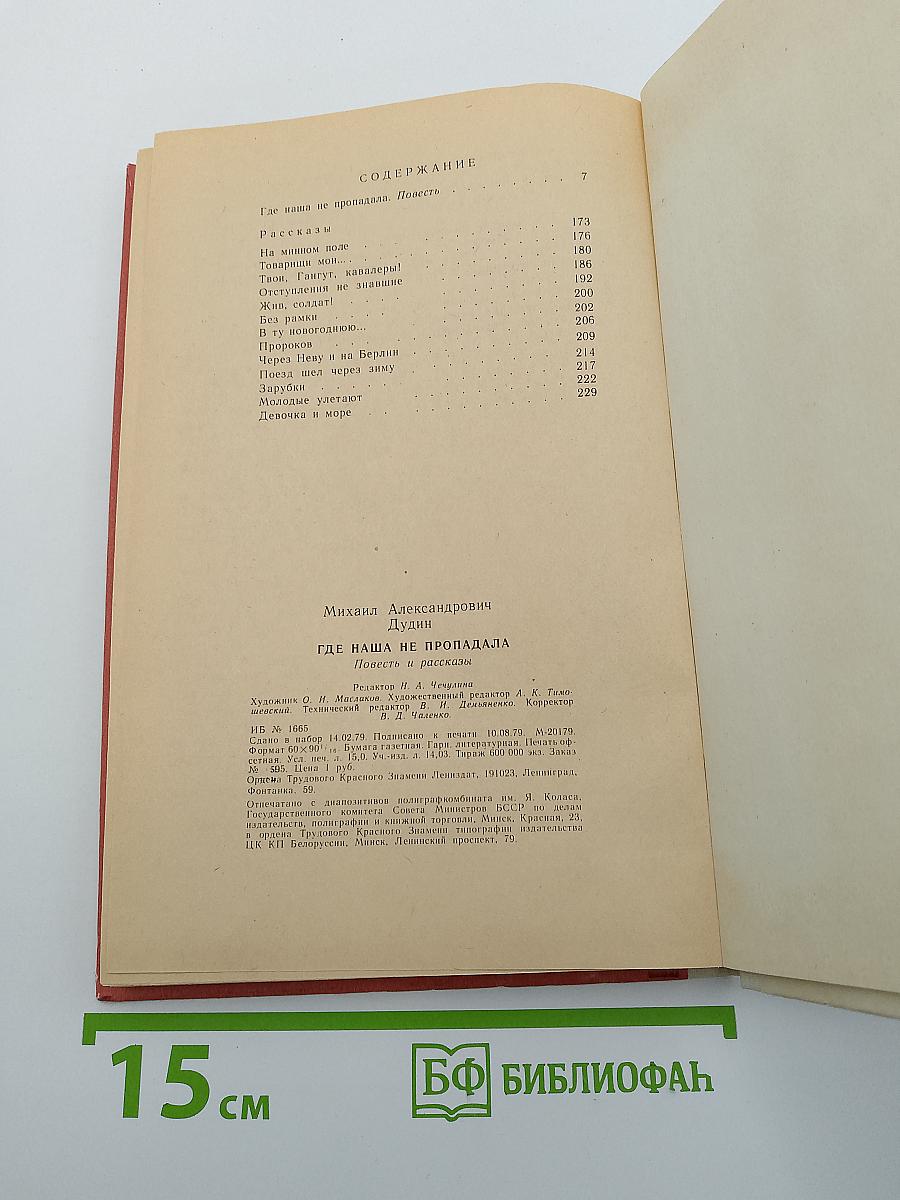 СОДЕРЖАНИЕ
Где наша не пропадала. Повесть . . . . . . . . 7
Рассказы
На минном поле 173
Товарищи мои... 176
Твои, Гангут, кавалеры! 180
Отступления не знавшие 186
Жив, солдат! 192
Без рамки 200
В ту новогоднюю... 202
Пророков 206
Через Неву и на Берлин 209
Поезд шел через зиму 214
Зарубки 217
Молодые улетают 222
Девочка и море 229
Михаил Александрович
Дудин
ГДЕ НАША НЕ ПРОПАДАЛА
Повесть и рассказы
Редактор Н. А. Чечулина
Художник О. И. Маслаков. Художественный редактор А. К. Тимо-
шевский. Технический редактор В. И. Демьяненко. Корректор
В. Д. Чаленко.
ИБ № 1665
Сдано в набор 14.02.79. Подписано к печати 10.08.79. М-20179.
Формат 60×90 1/16. Бумага газетная. Гарн. литературная. Печать оф-
сетная. Усл. печ. л. 15,0. Уч.-изд. л. 14,03. Тираж 600 000 экз. Заказ
№ 595. Цена 1 руб.
Ордена Трудового Красного Знамени Лениздат, 191023, Ленинград,
Фонтанка, 59.
Отпечатано с диапозитивов полиграфкомбината им. Я. Коласа,
Государственного комитета Совета Министров БССР по делам
издательств, полиграфии и книжной торговли, Минск, Красная, 23,
в ордена Трудового Красного Знамени типографии издательства
ЦК КП Белоруссии, Минск, Ленинский проспект, 79.
15 см
БФ БИБЛИОФАН